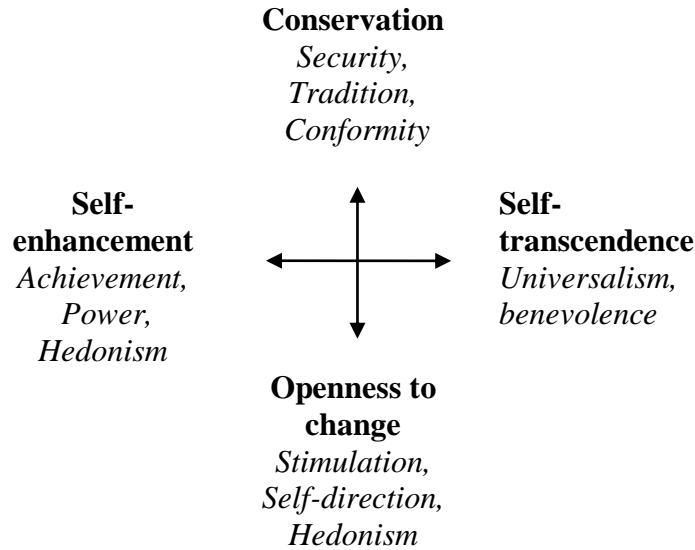 Conservation
Security,
Tradition,
Conformity
Self-
enhancement
Achievement,
Power,
Hedonism
Self-
transcendence
Universalism,
benevolence
Openness to
change
Stimulation,
Self-direction,
Hedonism